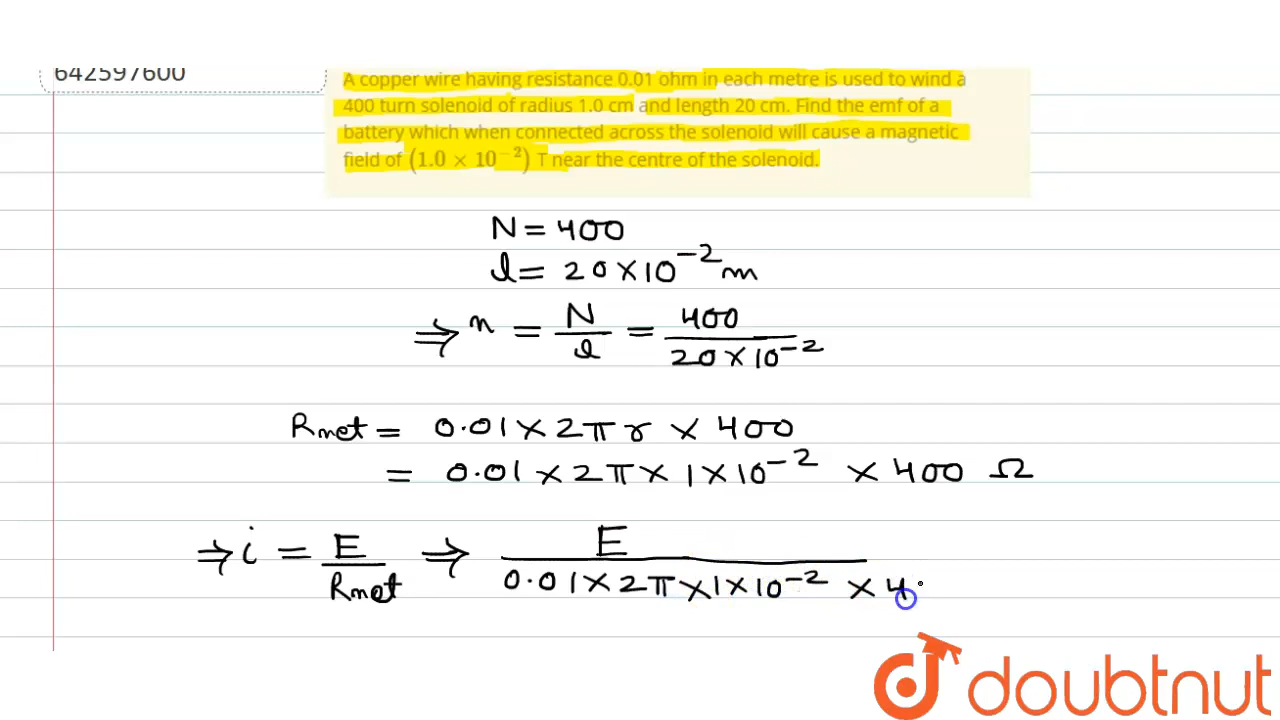 642597600
A copper wire having resistance 0.01 ohm in each metre is used to wind a
400 turn solenoid of radius 1.0 cm and length 20 cm. Find the emf of a
battery which when connected across the solenoid will cause a magnetic
field of (1.0 × 10⁻²) T near the centre of the solenoid.
N = 400
l = 20 × 10⁻² m
⇒ n = N/l = 400/(20 × 10⁻²)
Rnet = 0.01 × 2π r × 400
= 0.01 × 2π × 1 × 10⁻² × 400 Ω
⇒ i = E/Rnet ⇒ E/(0.01 × 2π × 1 × 10⁻² × 4
doubtnut